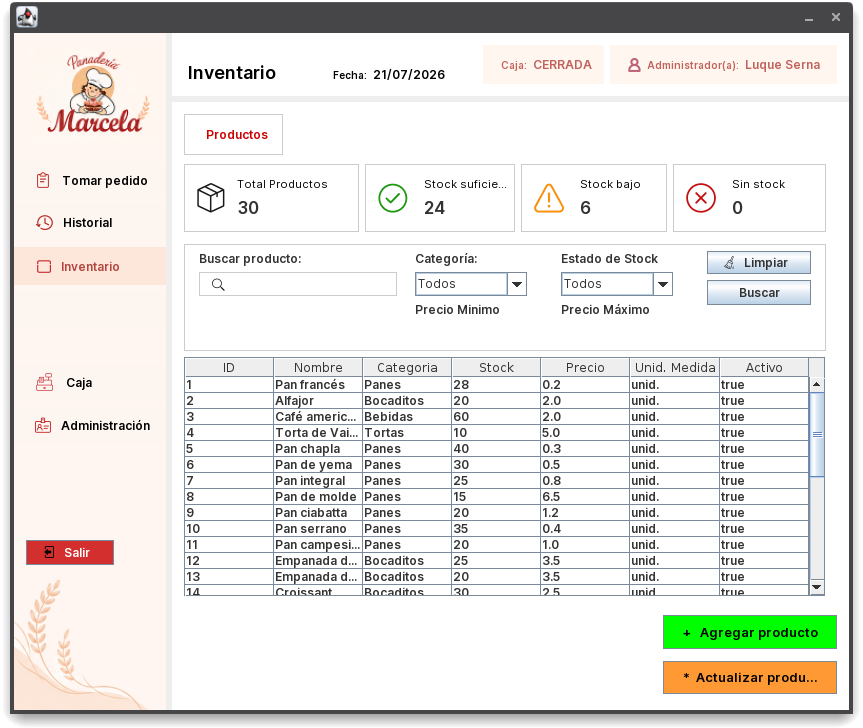 Panadería
Marcela
Inventario
Fecha: 21/07/2026
Caja: CERRADA
Administrador(a): Luque Serna
Tomar pedido
Historial
Inventario
Caja
Administración
Salir
Productos
Total Productos
30
Stock suficie...
24
Stock bajo
6
Sin stock
0
Buscar producto:
Categoría:
Estado de Stock
Todos
Todos
Precio Minimo
Precio Máximo
Limpiar
Buscar
ID Nombre Categoria Stock Precio Unid. Medida Activo
1 Pan francés Panes 28 0.2 unid. true
2 Alfajor Bocaditos 20 2.0 unid. true
3 Café americ... Bebidas 60 2.0 unid. true
4 Torta de Vai... Tortas 10 5.0 unid. true
5 Pan chapla Panes 40 0.3 unid. true
6 Pan de yema Panes 30 0.5 unid. true
7 Pan integral Panes 25 0.8 unid. true
8 Pan de molde Panes 15 6.5 unid. true
9 Pan ciabatta Panes 20 1.2 unid. true
10 Pan serrano Panes 35 0.4 unid. true
11 Pan campesi... Panes 20 1.0 unid. true
12 Empanada d... Bocaditos 25 3.5 unid. true
13 Empanada d... Bocaditos 20 3.5 unid. true
14 Croissant Bocaditos 30 2.5 unid. true
+ Agregar producto
* Actualizar produ...